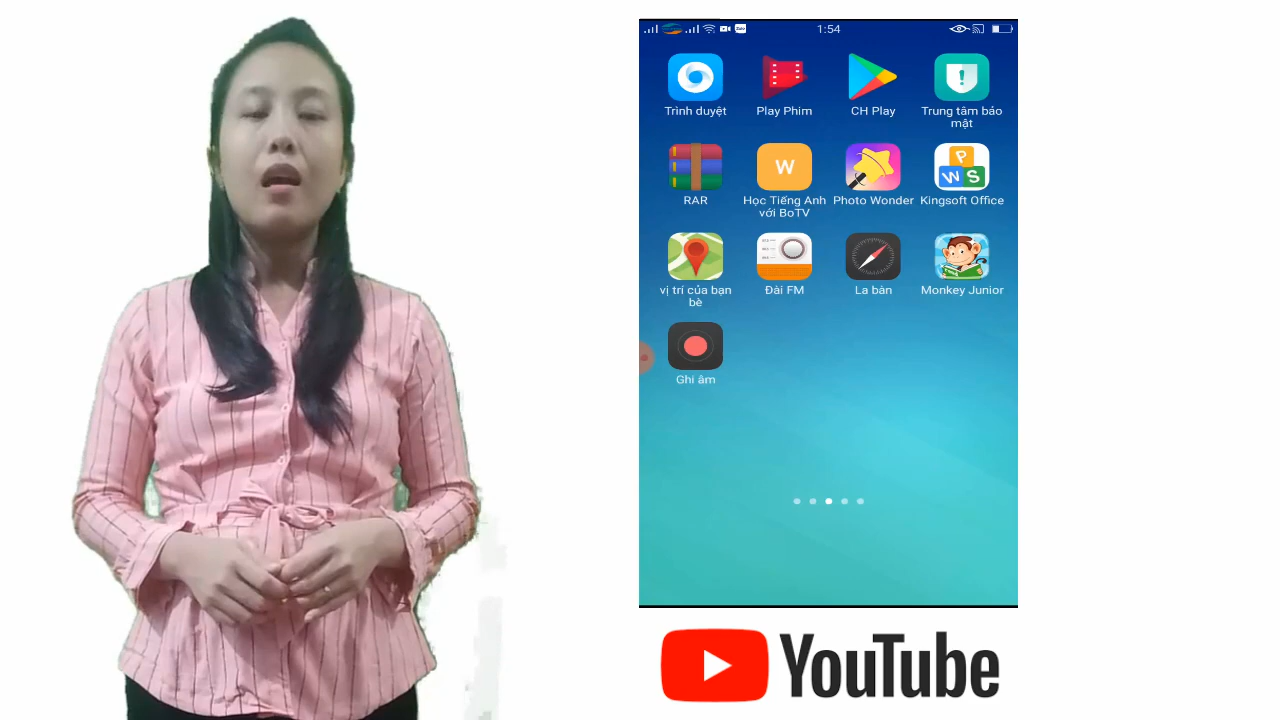 1:54
Trình duyệt
Play Phim
CH Play
Trung tâm bảo
mật
RAR
W
Học Tiếng Anh
với BoTV
Photo Wonder
P
W S
Kingsoft Office
vị trí của bạn
bè
Đài FM
La bàn
Monkey Junior
Ghi âm
YouTube